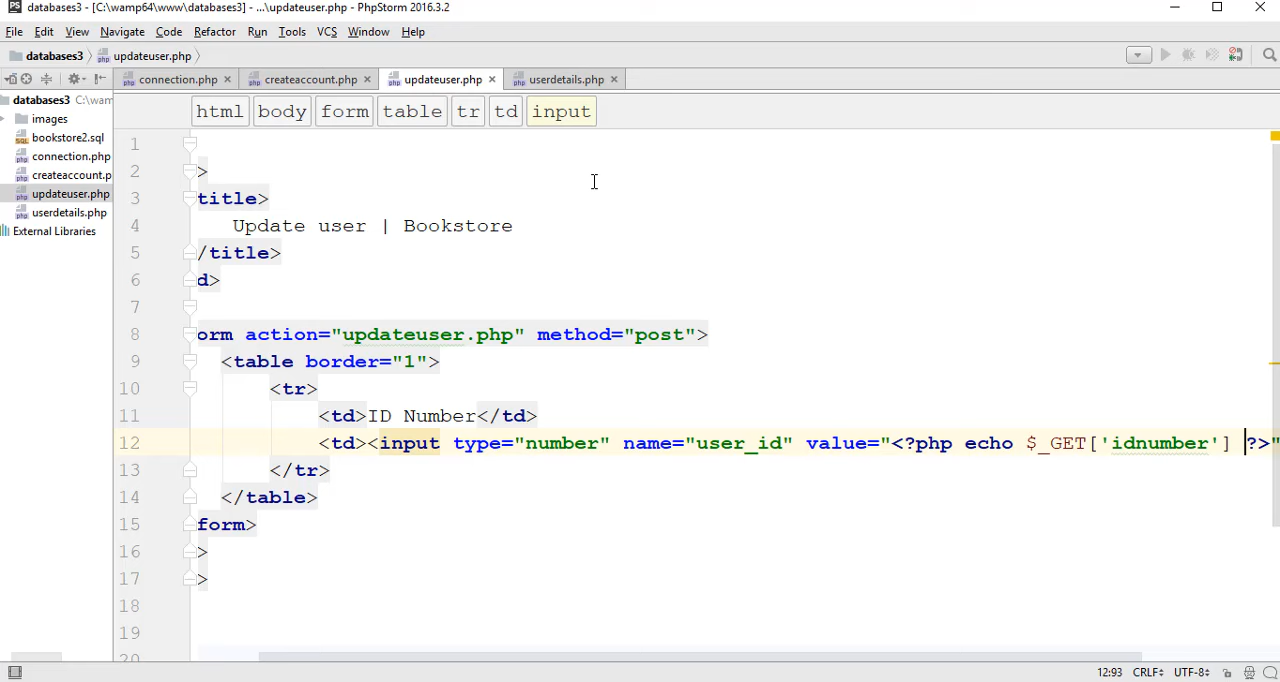 databases3 - [C:\wamp64\www\databases3] - ...\updateuser.php - PhpStorm 2016.3.2
File Edit View Navigate Code Refactor Run Tools VCS Window Help
databases3 updateuser.php
connection.php createaccount.php updateuser.php userdetails.php
databases3 C:\wam
images
bookstore2.sql
connection.php
createaccount.p
updateuser.php
userdetails.php
External Libraries
html body form table tr td input
1
2 >
3 title>
4 Update user | Bookstore
5 /title>
6 d>
7
8 orm action="updateuser.php" method="post">
9 <table border="1">
10 <tr>
11 <td>ID Number</td>
12 <td><input type="number" name="user_id" value="<?php echo $_GET['idnumber'] ?>"
13 </tr>
14 </table>
15 form>
16 >
17 >
18
19
20
12:93 CRLF UTF-8